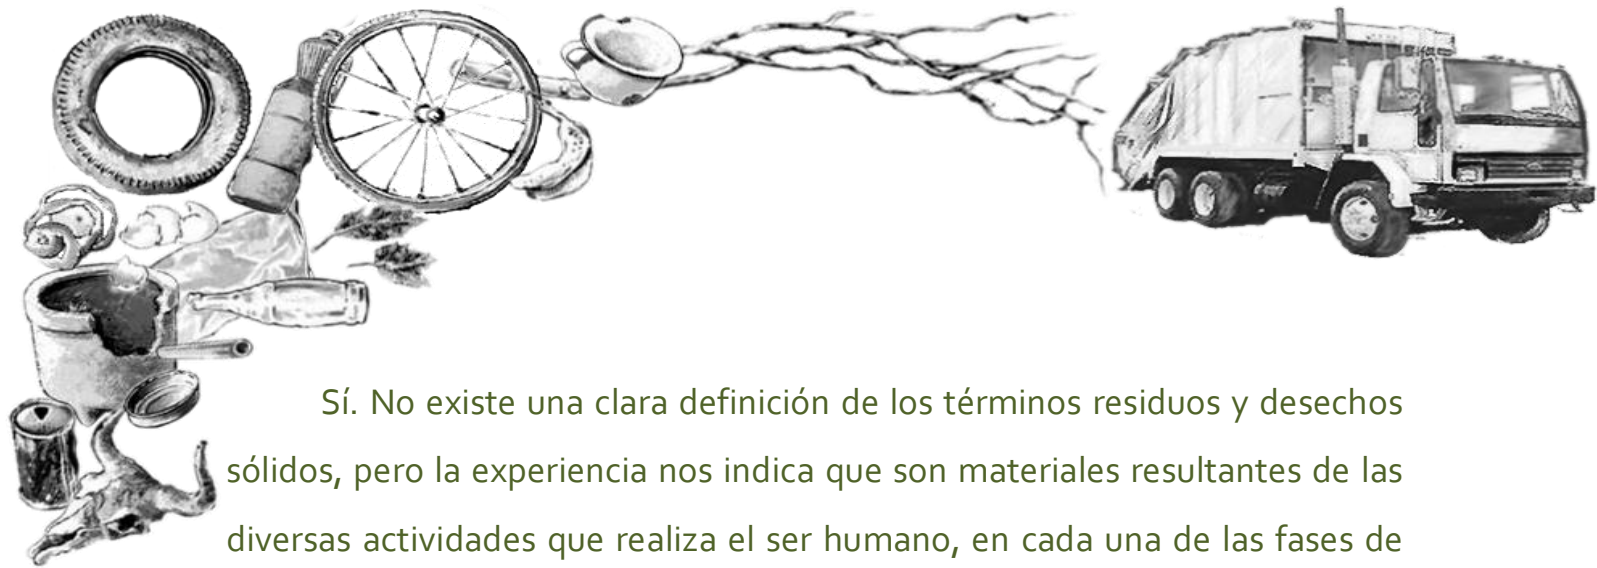 Sí. No existe una clara definición de los términos residuos y desechos
sólidos, pero la experiencia nos indica que son materiales resultantes de las
diversas actividades que realiza el ser humano, en cada una de las fases de